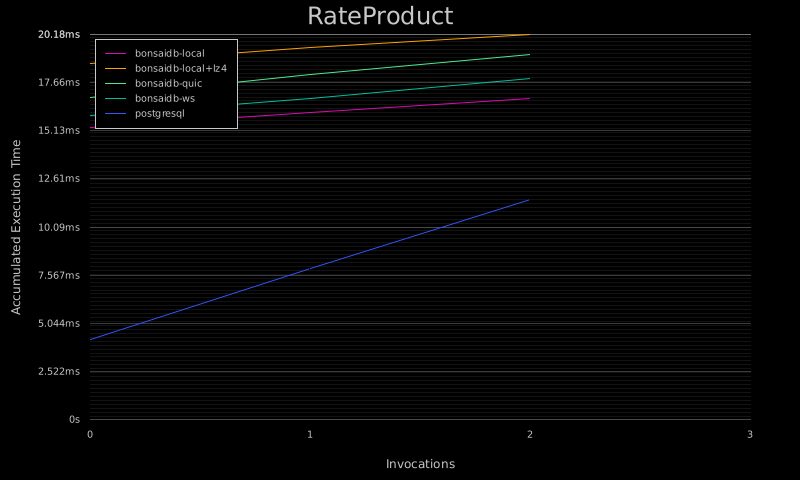 RateProduct
20.18ms
17.66ms
15.13ms
12.61ms
10.09ms
7.567ms
5.044ms
2.522ms
0s
Accumulated Execution Time
bonsaidb-local
bonsaidb-local+lz4
bonsaidb-quic
bonsaidb-ws
postgresql
0
1
2
3
Invocations